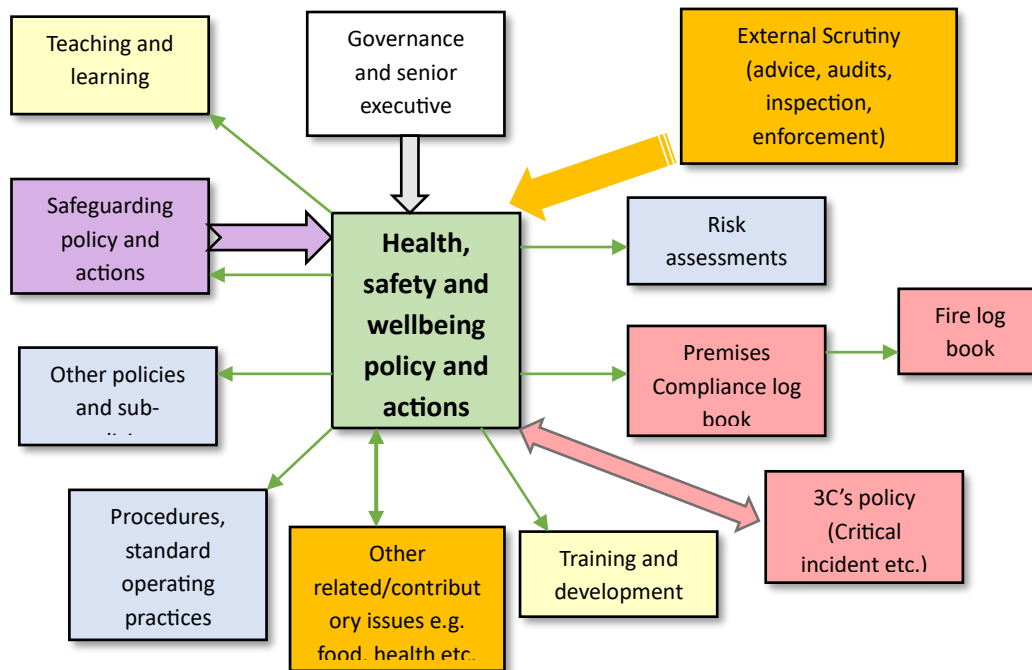 Teaching and
learning
Governance
and senior
executive
External Scrutiny
(advice, audits,
inspection,
enforcement)
Safeguarding
policy and
actions
Health,
safety and
wellbeing
policy and
actions
Risk
assessments
Fire log
book
Premises
Compliance log
book
Other policies
and sub-
3C’s policy
(Critical
incident etc.)
Procedures,
standard
operating
practices
Other
related/contribut
ory issues e.g.
food, health etc.
Training and
development